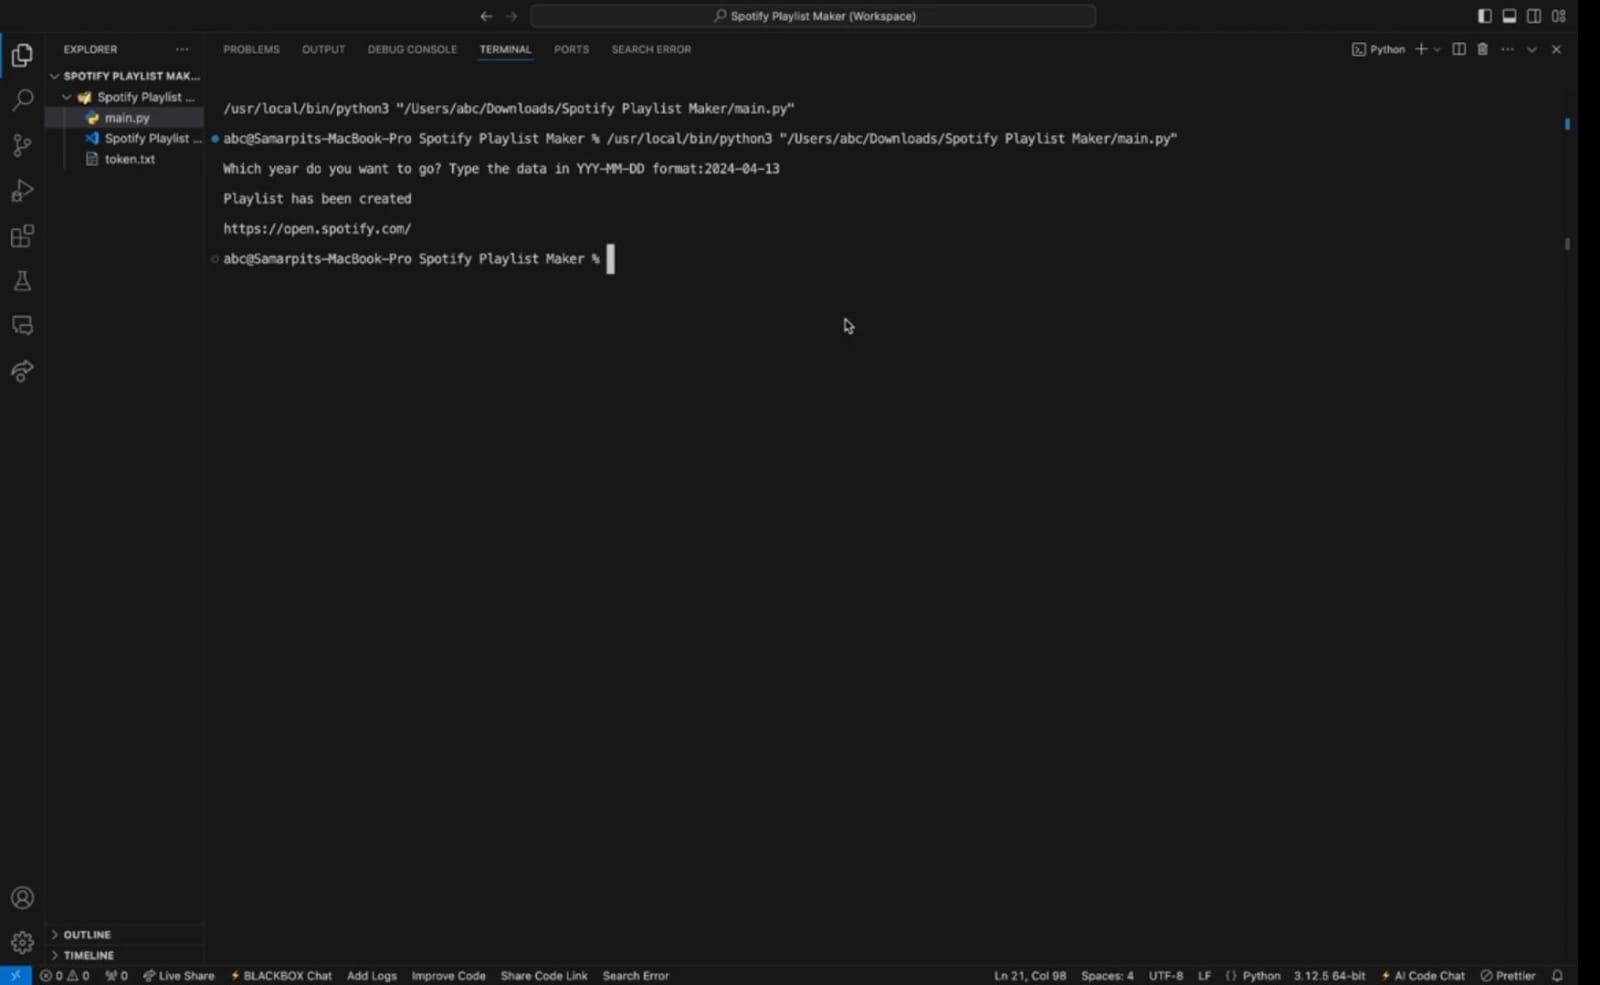 Spotify Playlist Maker (Workspace)
EXPLORER
PROBLEMS OUTPUT DEBUG CONSOLE TERMINAL PORTS SEARCH ERROR
Python
SPOTIFY PLAYLIST MAK...
Spotify Playlist ...
main.py
Spotify Playlist ...
token.txt
/usr/local/bin/python3 "/Users/abc/Downloads/Spotify Playlist Maker/main.py"
abc@Samarpits-MacBook-Pro Spotify Playlist Maker % /usr/local/bin/python3 "/Users/abc/Downloads/Spotify Playlist Maker/main.py"
Which year do you want to go? Type the data in YYY-MM-DD format:2024-04-13
Playlist has been created
https://open.spotify.com/
abc@Samarpits-MacBook-Pro Spotify Playlist Maker %
OUTLINE
TIMELINE
0 0 0 Live Share BLACKBOX Chat Add Logs Improve Code Share Code Link Search Error Ln 21, Col 98 Spaces: 4 UTF-8 LF {} Python 3.12.5 64-bit AI Code Chat Prettier